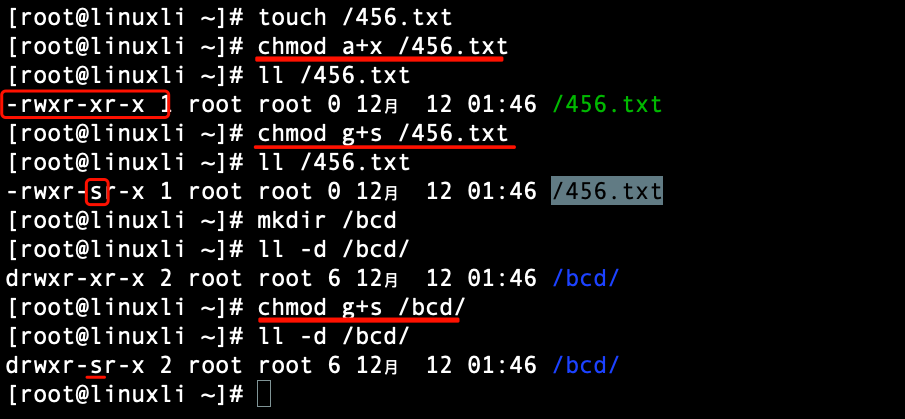 [root@linuxli ~]# touch /456.txt
[root@linuxli ~]# chmod a+x /456.txt
[root@linuxli ~]# ll /456.txt
-rwxr-xr-x 1 root root 0 12月  12 01:46 /456.txt
[root@linuxli ~]# chmod g+s /456.txt
[root@linuxli ~]# ll /456.txt
-rwxr-sr-x 1 root root 0 12月  12 01:46 /456.txt
[root@linuxli ~]# mkdir /bcd
[root@linuxli ~]# ll -d /bcd/
drwxr-xr-x 2 root root 6 12月  12 01:46 /bcd/
[root@linuxli ~]# chmod g+s /bcd/
[root@linuxli ~]# ll -d /bcd/
drwxr-sr-x 2 root root 6 12月  12 01:46 /bcd/
[root@linuxli ~]#